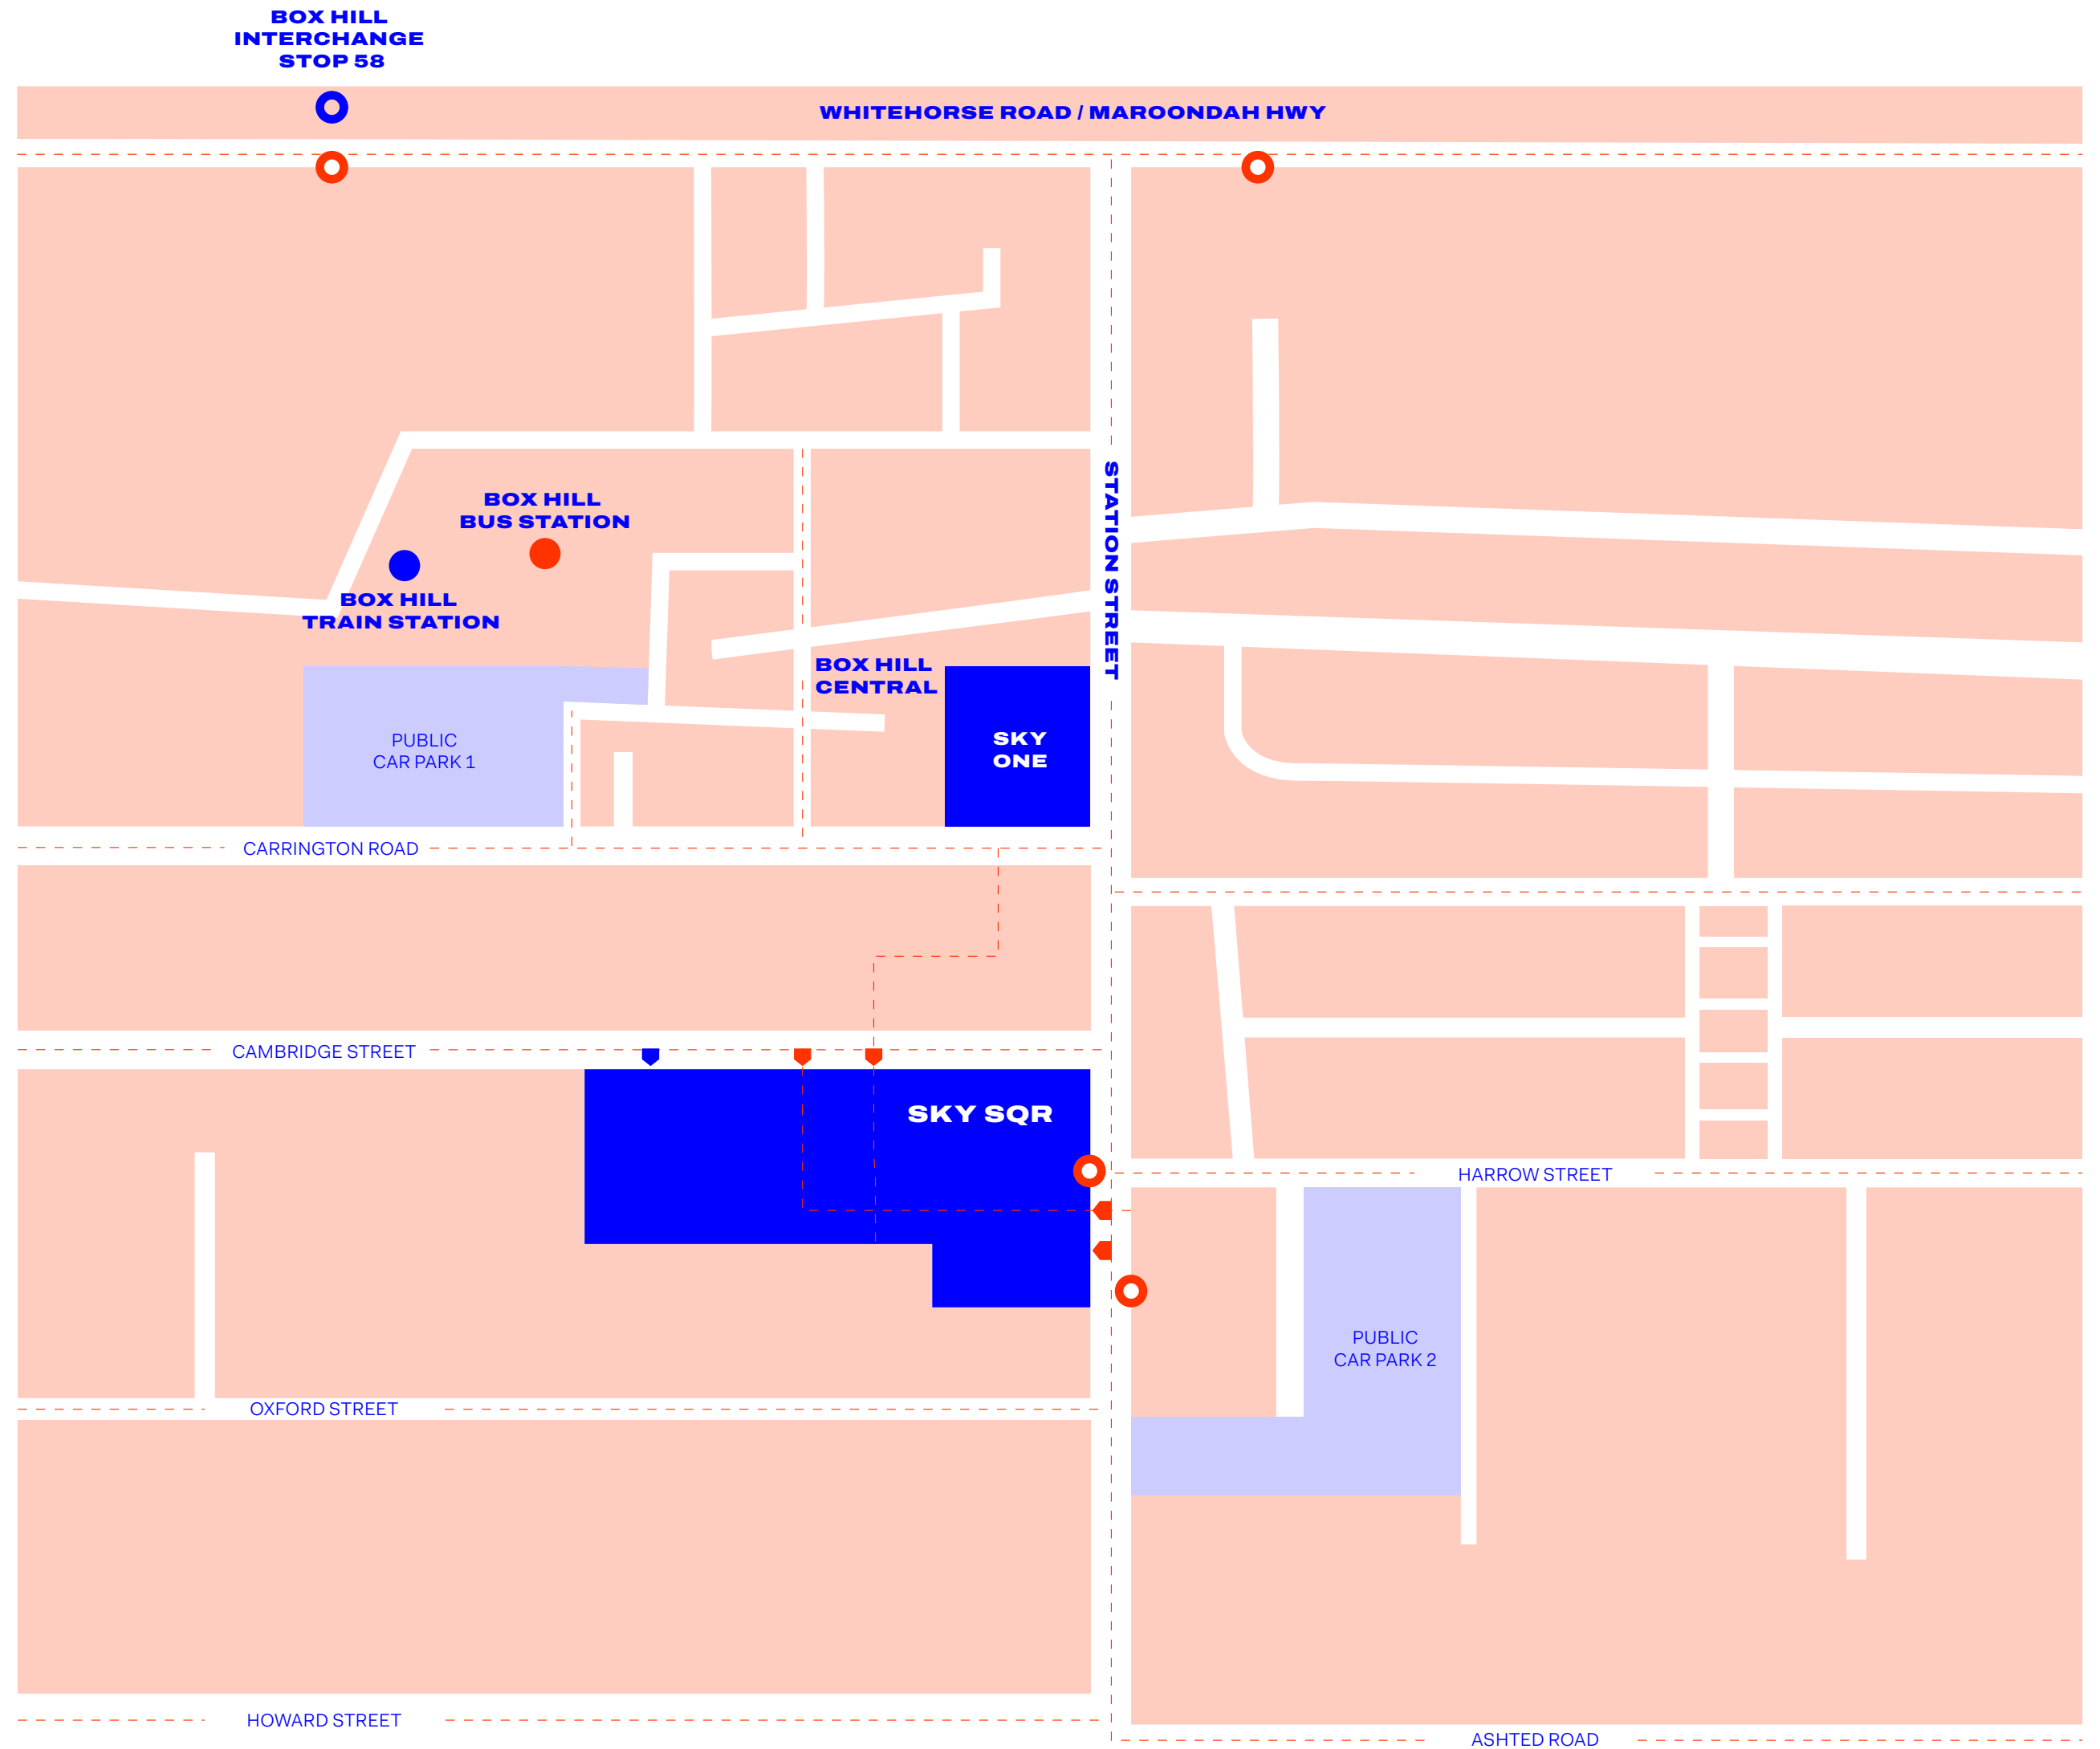 BOX HILL
INTERCHANGE
STOP 58
WHITEHORSE ROAD / MAROONDAH HWY
STATION STREET
BOX HILL
BUS STATION
BOX HILL
TRAIN STATION
BOX HILL
CENTRAL
SKY
ONE
PUBLIC
CAR PARK 1
CARRINGTON ROAD
CAMBRIDGE STREET
SKY SQR
HARROW STREET
PUBLIC
CAR PARK 2
OXFORD STREET
HOWARD STREET
ASHTED ROAD